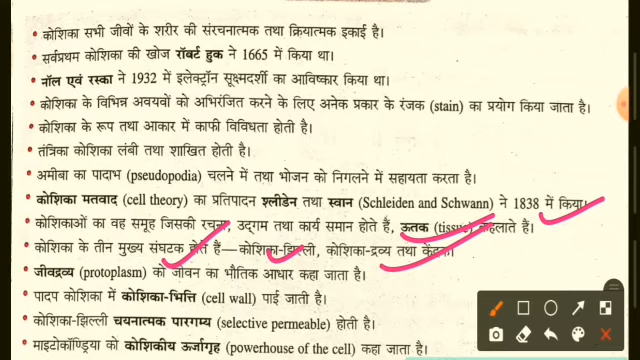 • कोशिका सभी जीवों के शरीर की संरचनात्मक तथा क्रियात्मक इकाई है।
• सर्वप्रथम कोशिका की खोज रॉबर्ट हुक ने 1665 में किया था।
• नॉल एवं रस्का ने 1932 में इलेक्ट्रॉन सूक्ष्मदर्शी का आविष्कार किया था।
• कोशिका के विभिन्न अवयवों को अभिरंजित करने के लिए अनेक प्रकार के रंजक (stain) का प्रयोग किया जाता है।
• कोशिका के रूप तथा आकार में काफी विविधता होती है।
• तंत्रिका कोशिका लंबी तथा शाखित होती है।
• अमीबा का पादाभ (pseudopodia) चलने में तथा भोजन को निगलने में सहायता करता है।
• कोशिका मतवाद (cell theory) का प्रतिपादन श्लीडेन तथा स्वान (Schleiden and Schwann) ने 1838 में किया।
• कोशिकाओं का वह समूह जिसकी रचना, उद्गम तथा कार्य समान होते हैं, ऊतक (tissue) कहलाते हैं।
• कोशिका के तीन मुख्य संघटक होते हैं—कोशिका-झिल्ली, कोशिका-द्रव्य तथा केंद्रक।
• जीवद्रव्य (protoplasm) को जीवन का भौतिक आधार कहा जाता है।
• पादप कोशिका में कोशिका-भित्ति (cell wall) पाई जाती है।
• कोशिका-झिल्ली चयनात्मक पारगम्य (selective permeable) होती है।
• माइटोकॉण्ड्रिया को कोशिकीय ऊर्जागृह (powerhouse of the cell) कहा जाता है।